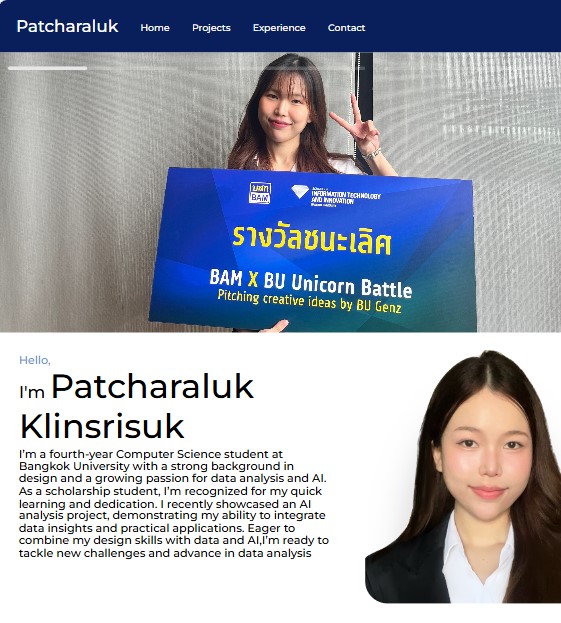 Patcharaluk Home Projects Experience Contact
BAM
INFORMATION TECHNOLOGY
AND INNOVATION
รางวัลชนะเลิศ
BAM X BU Unicorn Battle
Pitching creative ideas by BU Genz
Hello,
I'm Patcharaluk
Klinsrisuk
I'm a fourth-year Computer Science student at
Bangkok University with a strong background in
design and a growing passion for data analysis and AI.
As a scholarship student, I'm recognized for my quick
learning and dedication. I recently showcased an AI
analysis project, demonstrating my ability to integrate
data insights and practical applications. Eager to
combine my design skills with data and AI,I'm ready to
tackle new challenges and advance in data analysis